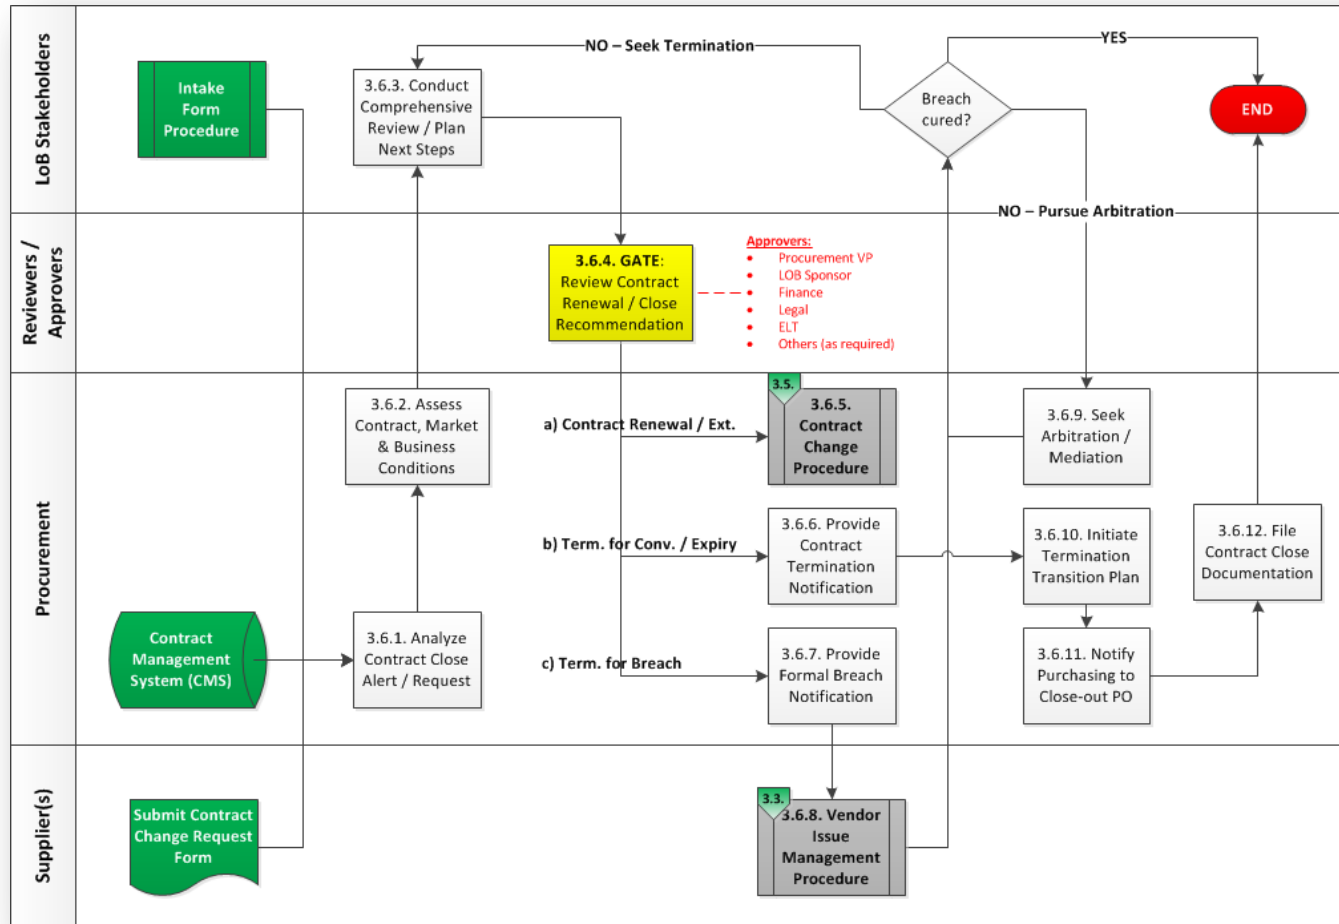 LoB Stakeholders
Intake
Form
Procedure
3.6.3. Conduct
Comprehensive
Review / Plan
Next Steps
NO – Seek Termination
Breach
cured?
YES
END
NO – Pursue Arbitration
Reviewers /
Approvers
3.6.4. GATE:
Review Contract
Renewal / Close
Recommendation
Approvers:
• Procurement VP
• LOB Sponsor
• Finance
• Legal
• ELT
• Others (as required)
Procurement
3.6.2. Assess
Contract, Market
& Business
Conditions
a) Contract Renewal / Ext.
3.5.
3.6.5.
Contract
Change
Procedure
3.6.9. Seek
Arbitration /
Mediation
b) Term. for Conv. / Expiry
3.6.6. Provide
Contract
Termination
Notification
3.6.10. Initiate
Termination
Transition Plan
3.6.12. File
Contract Close
Documentation
Contract
Management
System (CMS)
3.6.1. Analyze
Contract Close
Alert / Request
c) Term. for Breach
3.6.7. Provide
Formal Breach
Notification
3.6.11. Notify
Purchasing to
Close-out PO
Supplier(s)
Submit Contract
Change Request
Form
3.3.
3.6.8. Vendor
Issue
Management
Procedure